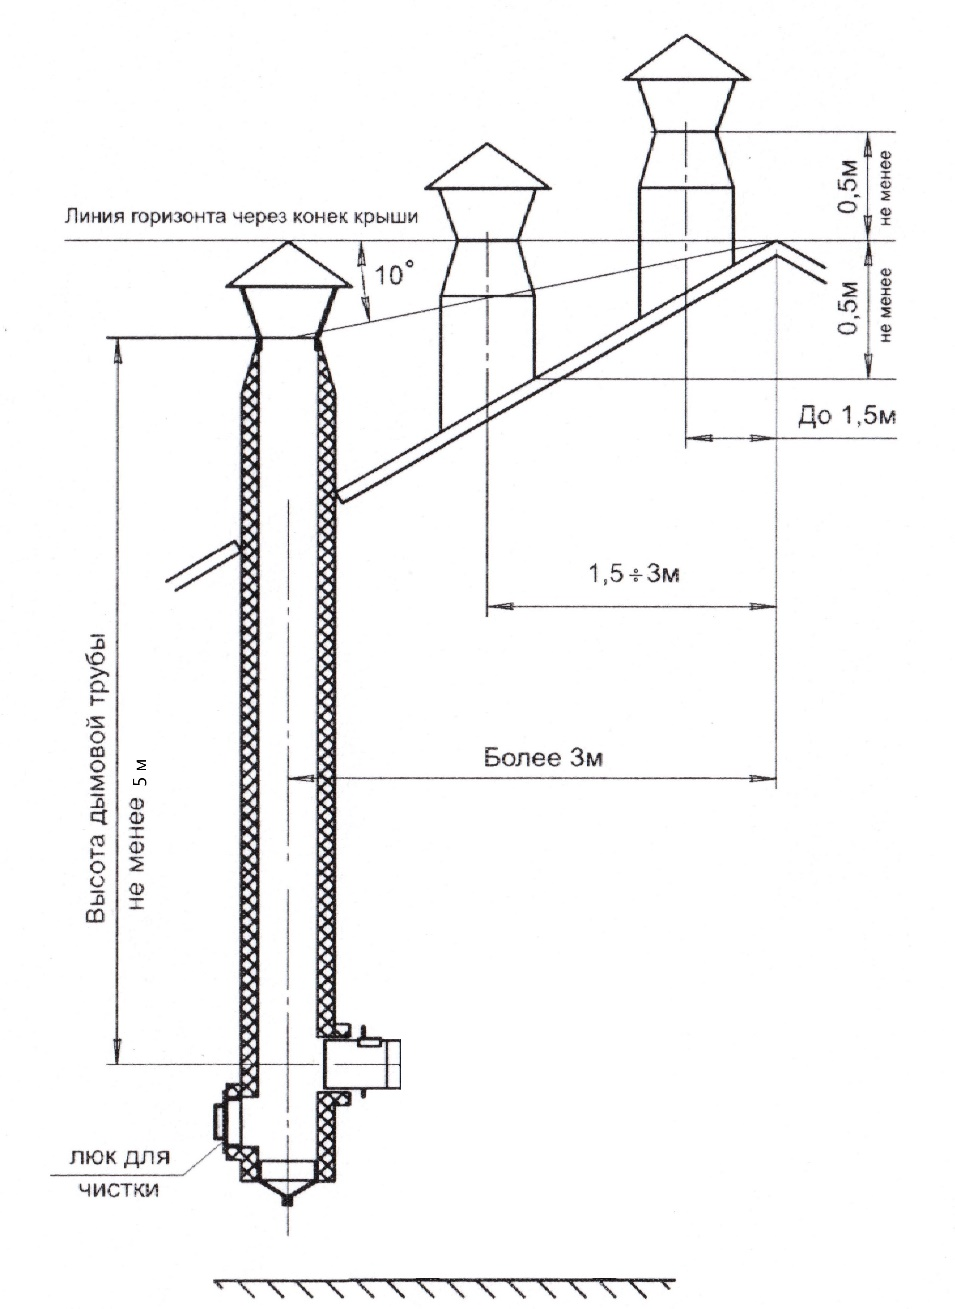 Линия горизонта через конек крыши
10°
0,5м
не менее
0,5м
не менее
До 1,5м
1,5÷3м
Более 3м
Высота дымовой трубы
не менее 5 м
люк для
чистки